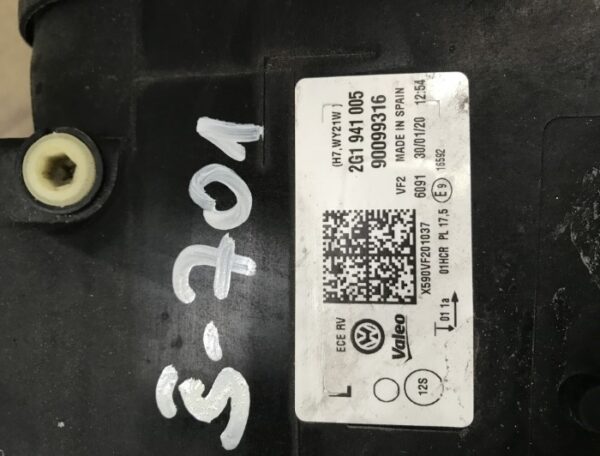 Š-701
(H7,WY21W)
2G1 941 005
90099316
VF2 MADE IN SPAIN
6091 30/01/20 12:54
E9 16592
01HCR PL 17,5
X590VF201037
01 1a
L ECE RV
VW
Valeo
12S